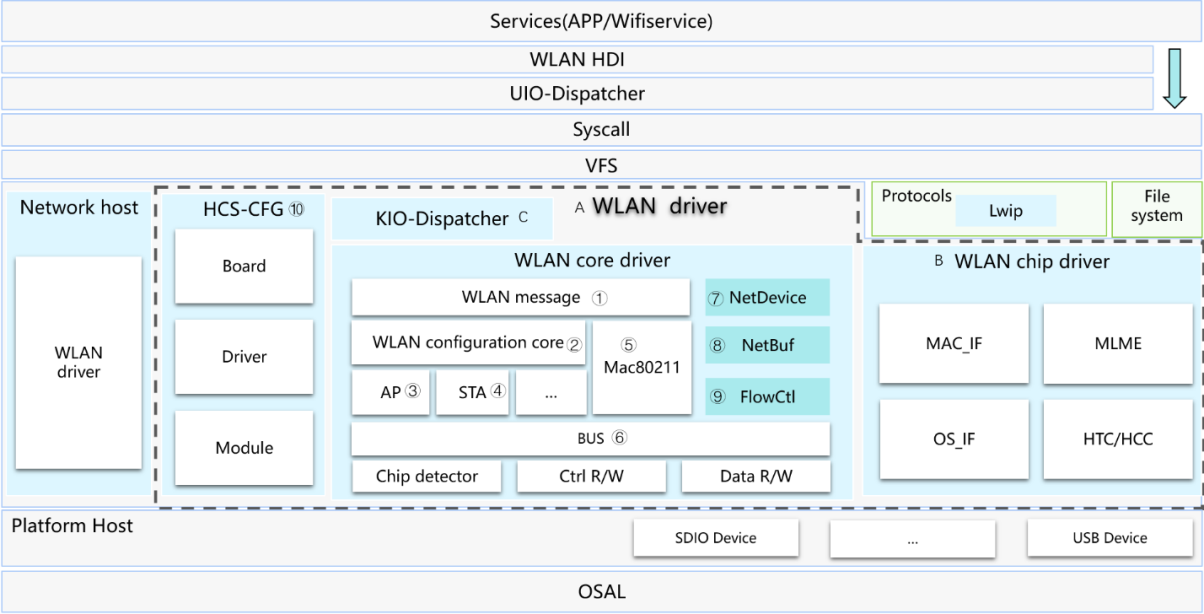 Services(APP/Wifiservice)
WLAN HDI
UIO-Dispatcher
Syscall
VFS
Network host
WLAN
driver
HCS-CFG ⑩
Board
Driver
Module
KIO-Dispatcher C
A WLAN driver
WLAN core driver
WLAN message ①
WLAN configuration core ②
AP ③
STA ④
...
⑤
Mac80211
⑦ NetDevice
⑧ NetBuf
⑨ FlowCtl
BUS ⑥
Chip detector
Ctrl R/W
Data R/W
Protocols
Lwip
File
system
B WLAN chip driver
MAC_IF
MLME
OS_IF
HTC/HCC
Platform Host
SDIO Device
...
USB Device
OSAL